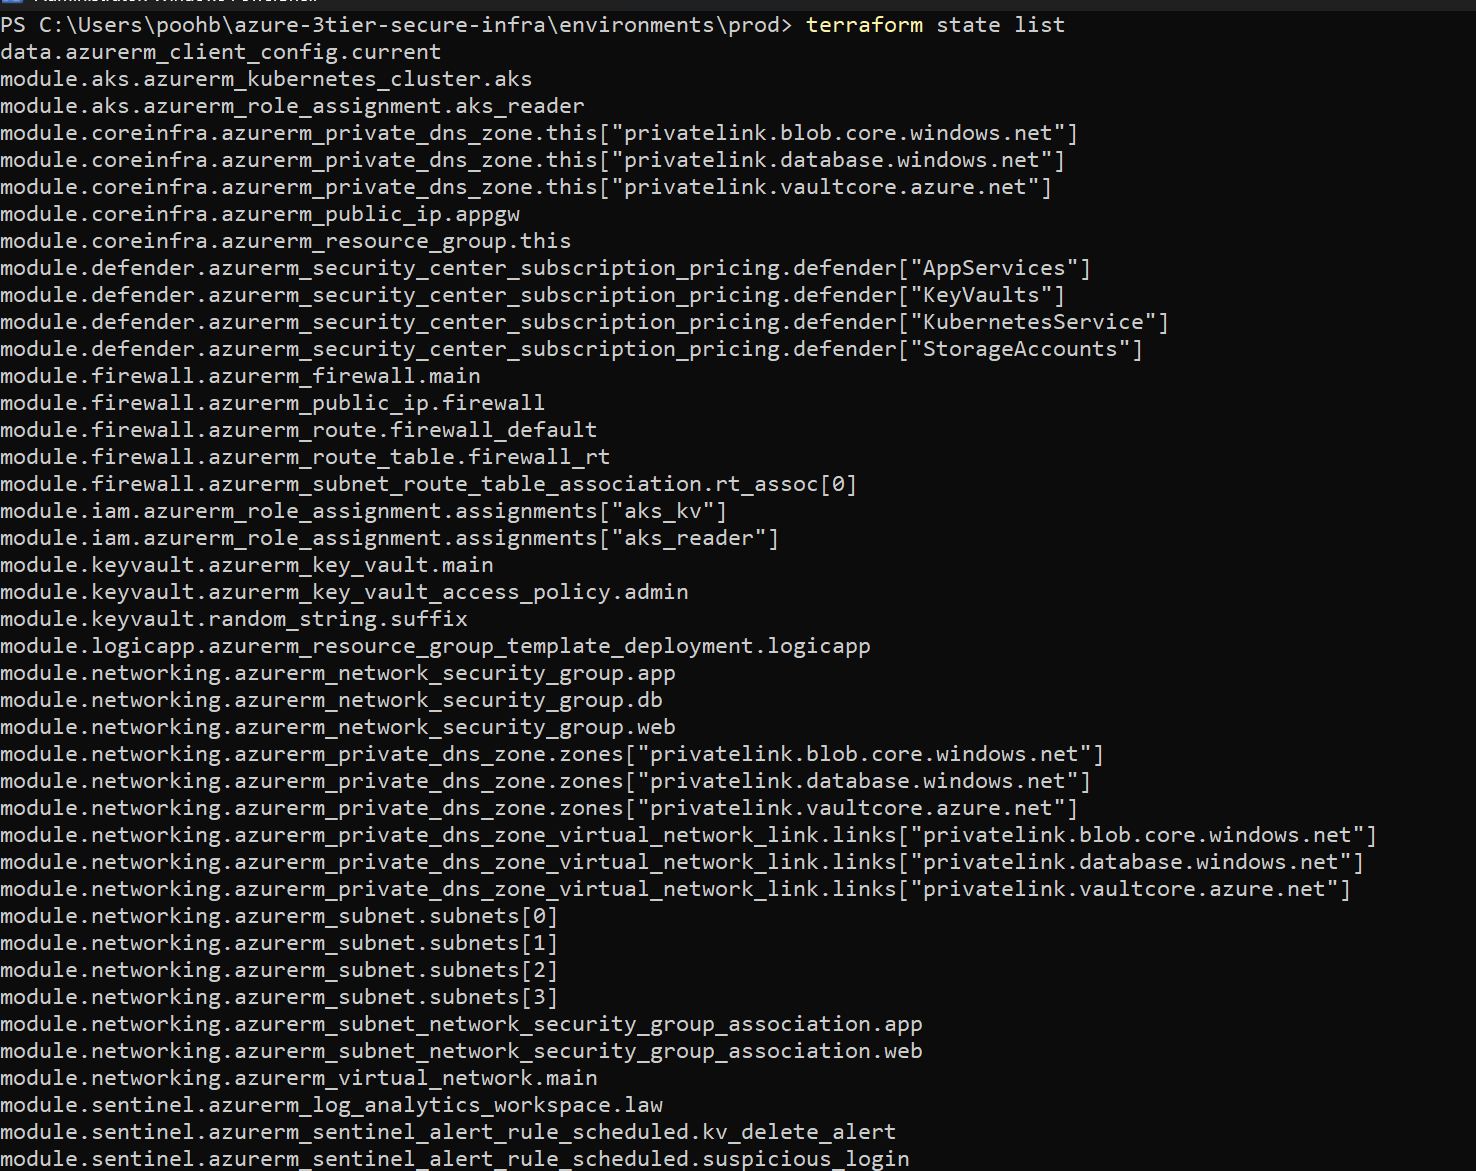 PS C:\Users\poohb\azure-3tier-secure-infra\environments\prod> terraform state list
data.azurerm_client_config.current
module.aks.azurerm_kubernetes_cluster.aks
module.aks.azurerm_role_assignment.aks_reader
module.coreinfra.azurerm_private_dns_zone.this["privatelink.blob.core.windows.net"]
module.coreinfra.azurerm_private_dns_zone.this["privatelink.database.windows.net"]
module.coreinfra.azurerm_private_dns_zone.this["privatelink.vaultcore.azure.net"]
module.coreinfra.azurerm_public_ip.appgw
module.coreinfra.azurerm_resource_group.this
module.defender.azurerm_security_center_subscription_pricing.defender["AppServices"]
module.defender.azurerm_security_center_subscription_pricing.defender["KeyVaults"]
module.defender.azurerm_security_center_subscription_pricing.defender["KubernetesService"]
module.defender.azurerm_security_center_subscription_pricing.defender["StorageAccounts"]
module.firewall.azurerm_firewall.main
module.firewall.azurerm_public_ip.firewall
module.firewall.azurerm_route.firewall_default
module.firewall.azurerm_route_table.firewall_rt
module.firewall.azurerm_subnet_route_table_association.rt_assoc[0]
module.iam.azurerm_role_assignment.assignments["aks_kv"]
module.iam.azurerm_role_assignment.assignments["aks_reader"]
module.keyvault.azurerm_key_vault.main
module.keyvault.azurerm_key_vault_access_policy.admin
module.keyvault.random_string.suffix
module.logicapp.azurerm_resource_group_template_deployment.logicapp
module.networking.azurerm_network_security_group.app
module.networking.azurerm_network_security_group.db
module.networking.azurerm_network_security_group.web
module.networking.azurerm_private_dns_zone.zones["privatelink.blob.core.windows.net"]
module.networking.azurerm_private_dns_zone.zones["privatelink.database.windows.net"]
module.networking.azurerm_private_dns_zone.zones["privatelink.vaultcore.azure.net"]
module.networking.azurerm_private_dns_zone_virtual_network_link.links["privatelink.blob.core.windows.net"]
module.networking.azurerm_private_dns_zone_virtual_network_link.links["privatelink.database.windows.net"]
module.networking.azurerm_private_dns_zone_virtual_network_link.links["privatelink.vaultcore.azure.net"]
module.networking.azurerm_subnet.subnets[0]
module.networking.azurerm_subnet.subnets[1]
module.networking.azurerm_subnet.subnets[2]
module.networking.azurerm_subnet.subnets[3]
module.networking.azurerm_subnet_network_security_group_association.app
module.networking.azurerm_subnet_network_security_group_association.web
module.networking.azurerm_virtual_network.main
module.sentinel.azurerm_log_analytics_workspace.law
module.sentinel.azurerm_sentinel_alert_rule_scheduled.kv_delete_alert
module.sentinel.azurerm_sentinel_alert_rule_scheduled.suspicious_login